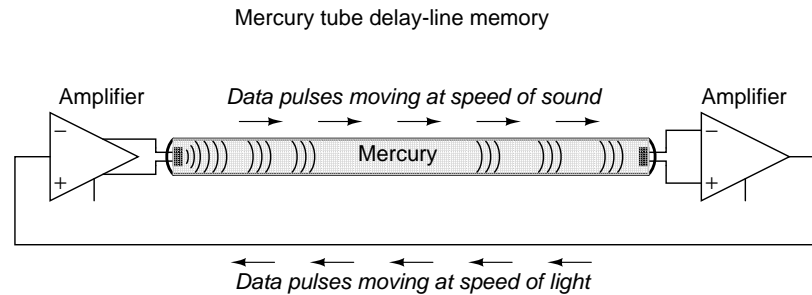 Mercury tube delay-line memory
Amplifier
Data pulses moving at speed of sound
Amplifier
−
Mercury
−
+
+
Data pulses moving at speed of light